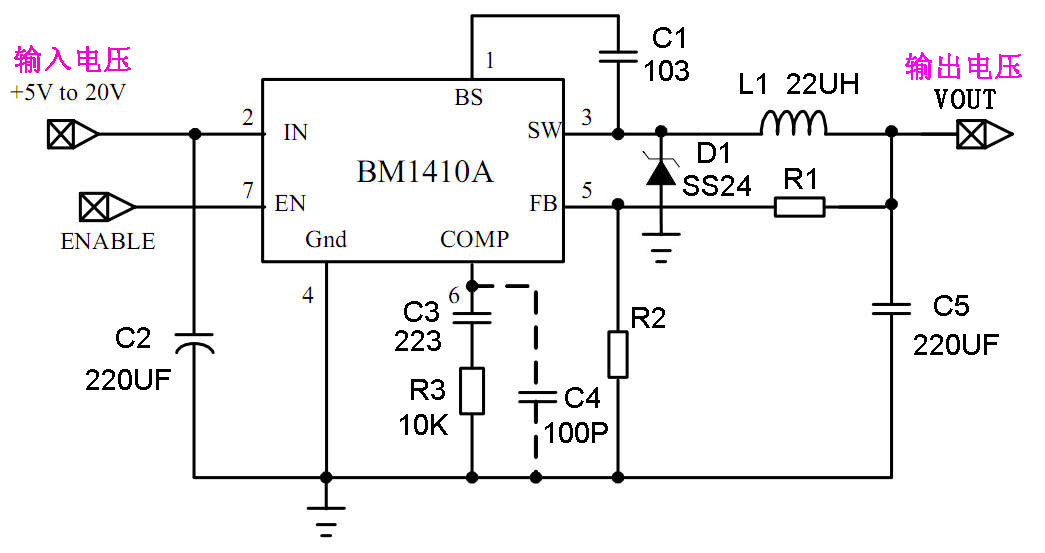 输入电压
+5V to 20V
ENABLE
1
BS
2
IN
7
EN
BM1410A
SW
3
FB
5
Gnd
4
COMP
6
C1
103
L1 22UH
输出电压
VOUT
D1
SS24
R1
C2
220UF
C3
223
R3
10K
C4
100P
R2
C5
220UF